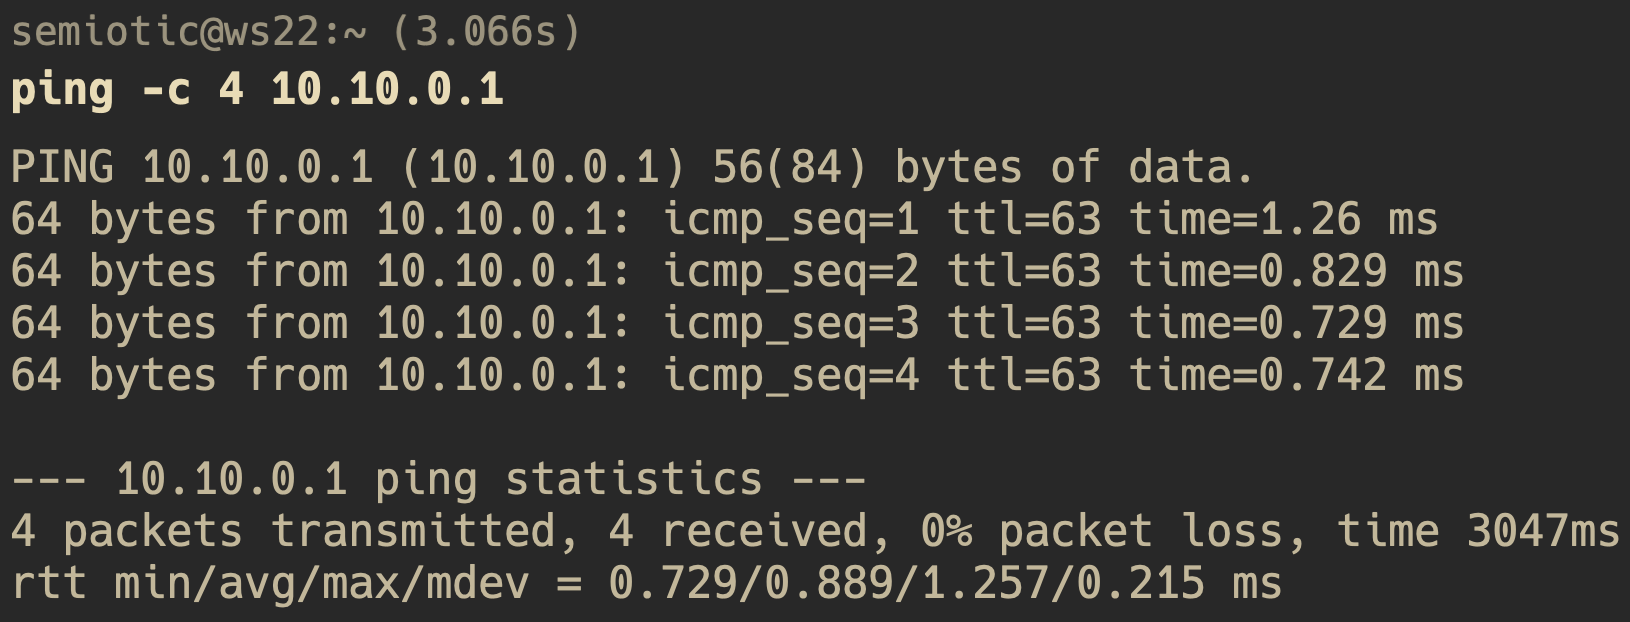 semiotic@ws22:~ (3.066s)
ping -c 4 10.10.0.1
PING 10.10.0.1 (10.10.0.1) 56(84) bytes of data.
64 bytes from 10.10.0.1: icmp_seq=1 ttl=63 time=1.26 ms
64 bytes from 10.10.0.1: icmp_seq=2 ttl=63 time=0.829 ms
64 bytes from 10.10.0.1: icmp_seq=3 ttl=63 time=0.729 ms
64 bytes from 10.10.0.1: icmp_seq=4 ttl=63 time=0.742 ms
--- 10.10.0.1 ping statistics ---
4 packets transmitted, 4 received, 0% packet loss, time 3047ms
rtt min/avg/max/mdev = 0.729/0.889/1.257/0.215 ms